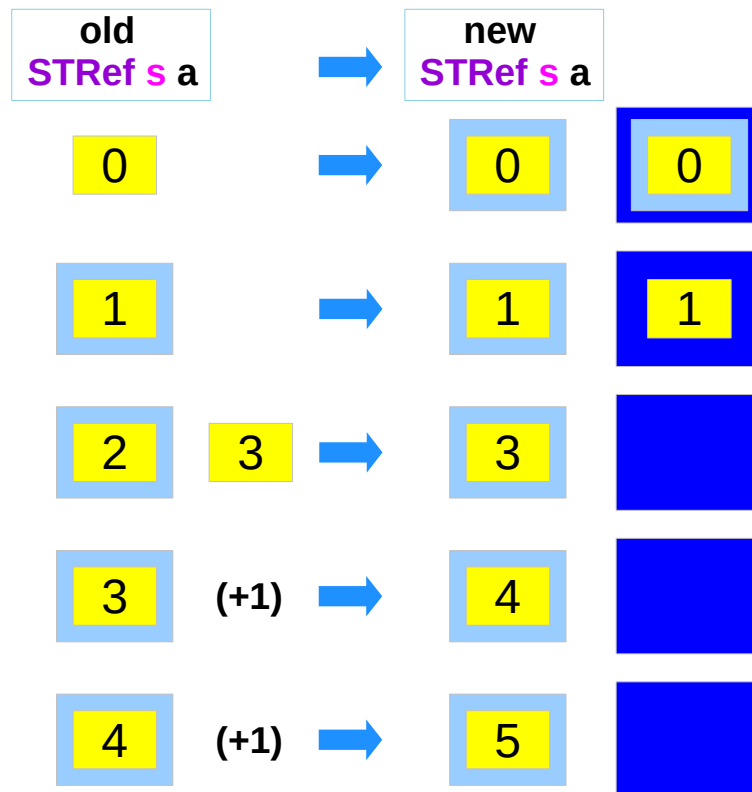 old new
STRef s a STRef s a
0 0 0
1 1 1
2 3 3
3 (+1) 4
4 (+1) 5